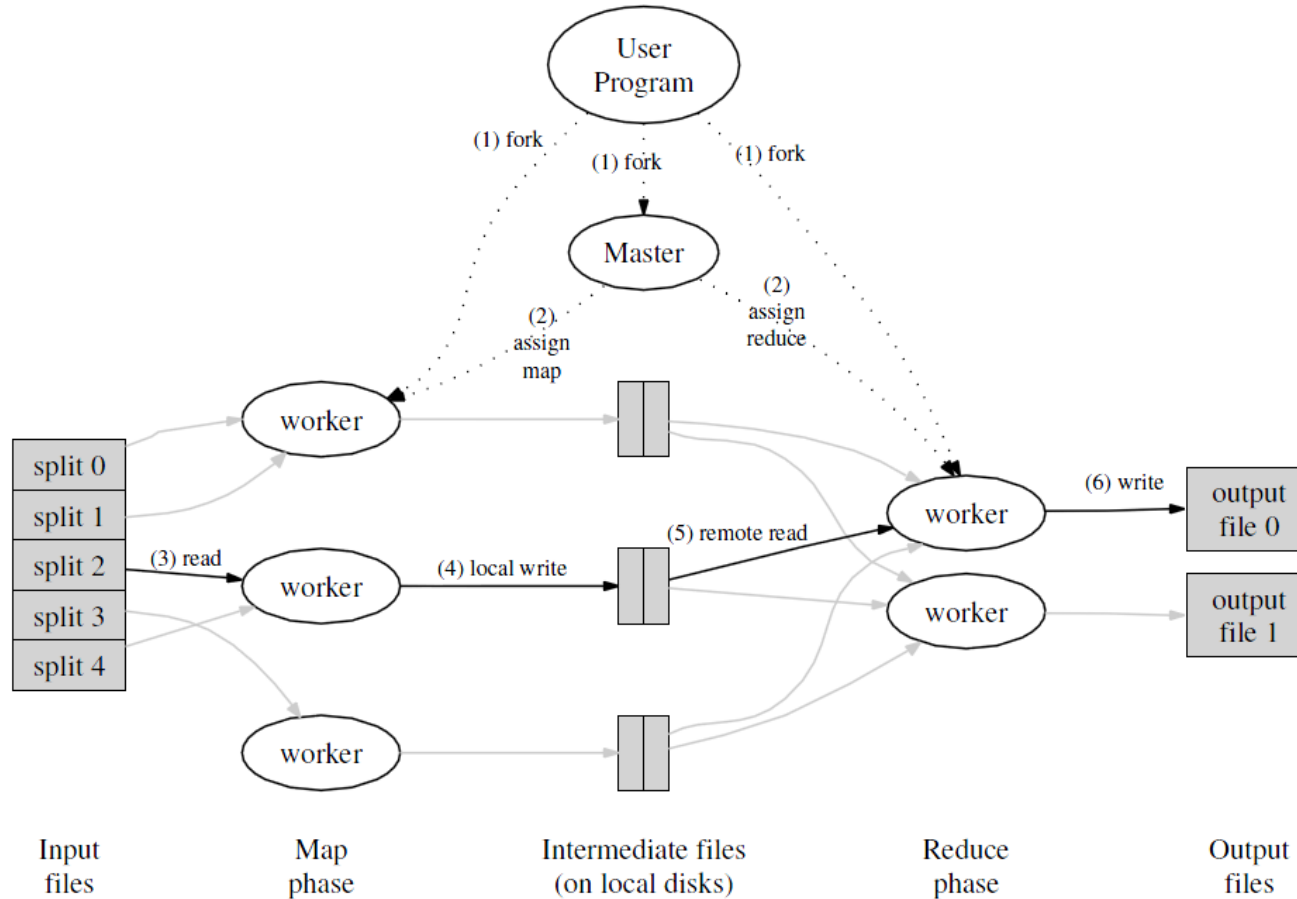 User
Program
(1) fork
(1) fork
(1) fork
Master
(2)
assign
map
(2)
assign
reduce
worker
split 0
split 1
split 2
split 3
split 4
(3) read
worker
(4) local write
worker
(5) remote read
worker
worker
(6) write
output
file 0
output
file 1
Input
files
Map
phase
Intermediate files
(on local disks)
Reduce
phase
Output
files